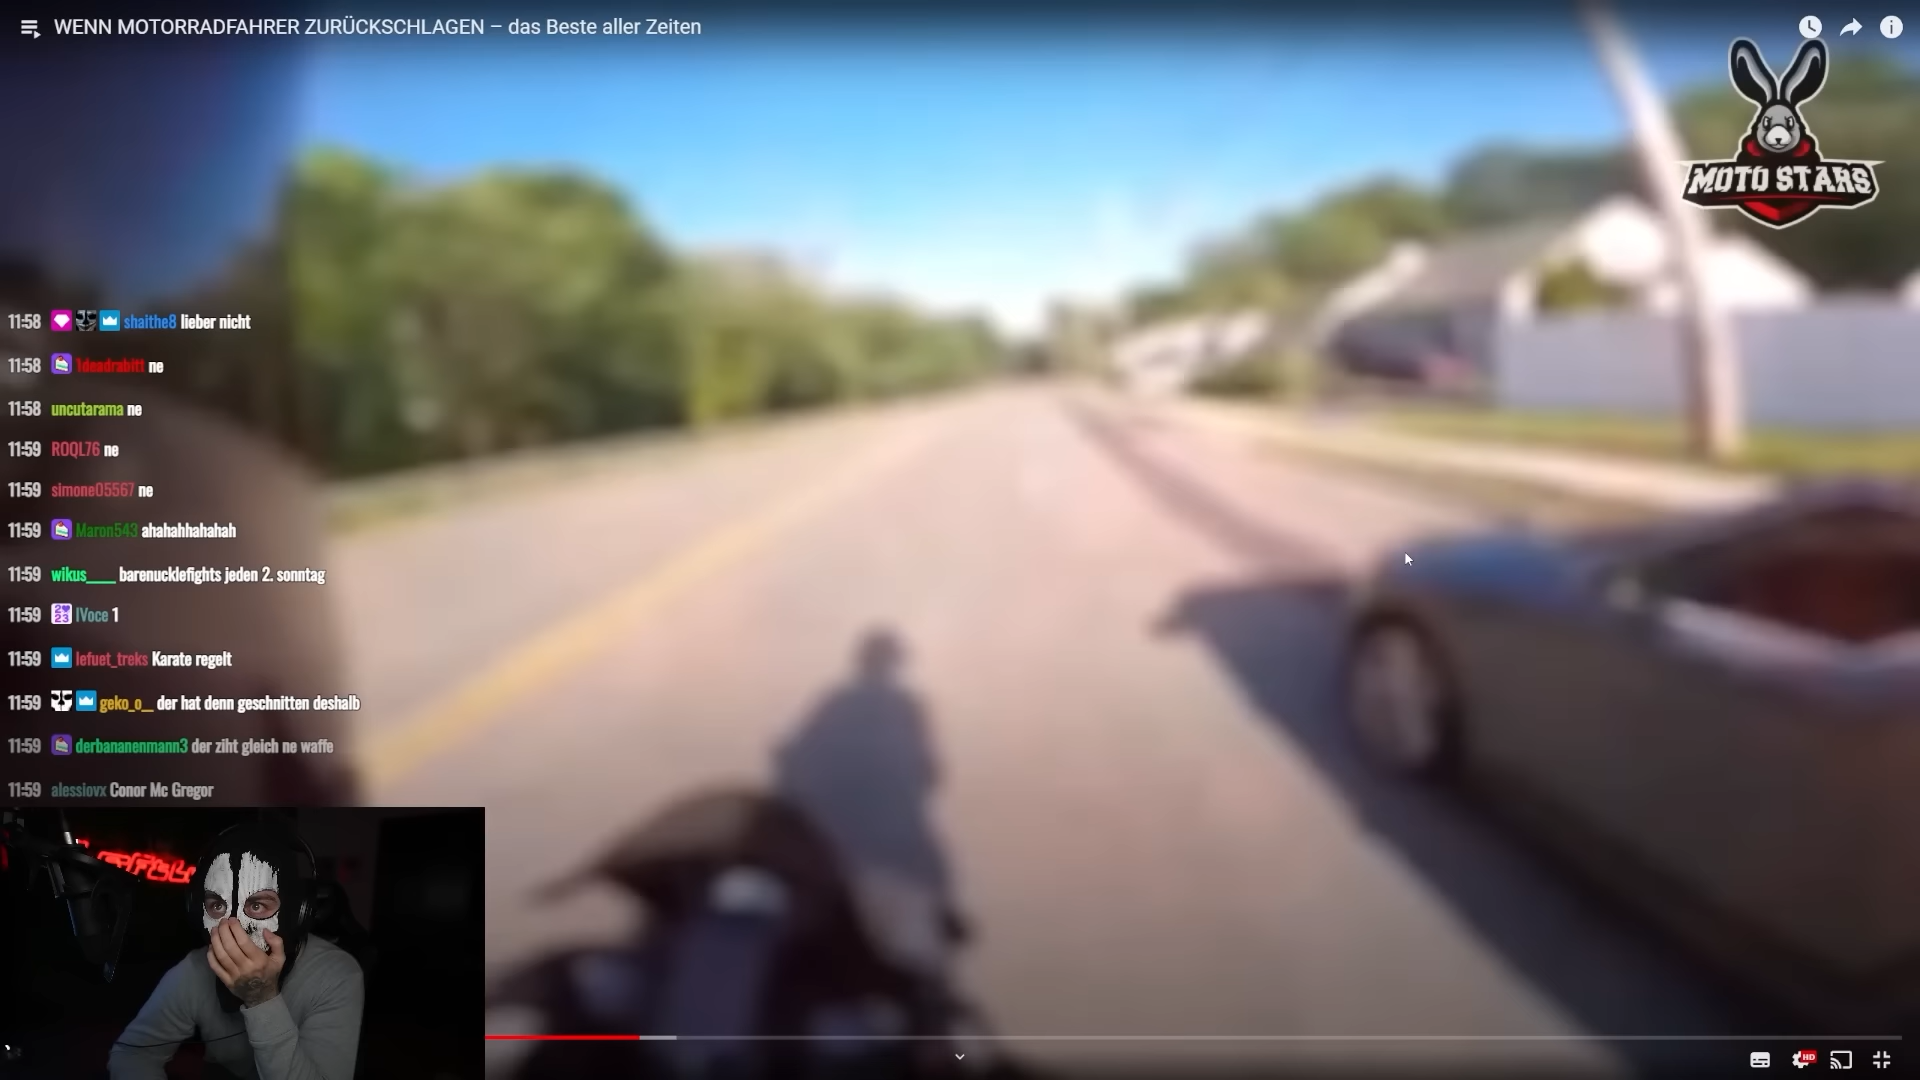 WENN MOTORRADFAHRER ZURÜCKSCHLAGEN – das Beste aller Zeiten
MOTO STARS
11:58 shaithe8 lieber nicht
11:58 1deadrabitt ne
11:58 uncutarama ne
11:59 ROQL76 ne
11:59 simone05567 ne
11:59 Maron543 ahahahhahahah
11:59 wikus____ barenucklefights jeden 2. sonntag
11:59 lVoce 1
11:59 lefuet_treks Karate regelt
11:59 geko_o__ der hat denn geschnitten deshalb
11:59 derbananenmann3 der ziht gleich ne waffe
11:59 alessiovx Conor Mc Gregor
HD